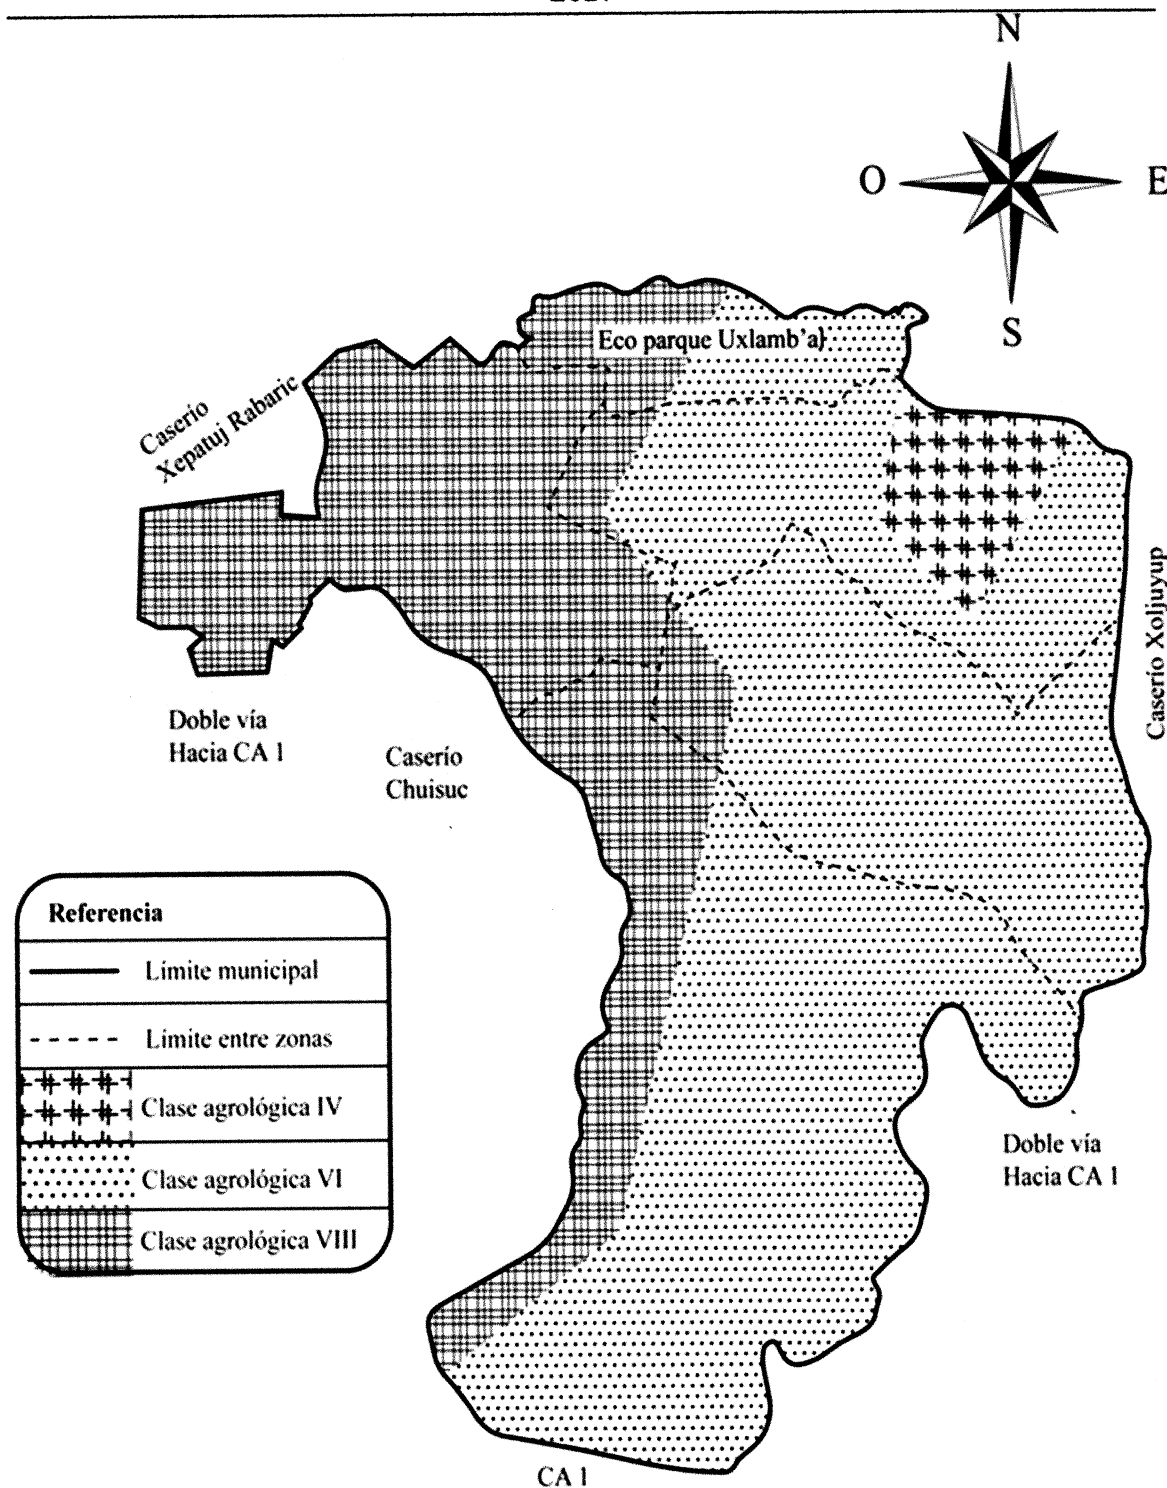 N
O
E
S
Eco parque Uxlamb'al
Caserío
Xepatuj Rabaric
Caserío Xoljuyup
Doble vía
Hacia CA 1
Caserío
Chuisuc
Referencia
Límite municipal
Límite entre zonas
Clase agrológica IV
Clase agrológica VI
Clase agrológica VIII
Doble vía
Hacia CA 1
CA 1